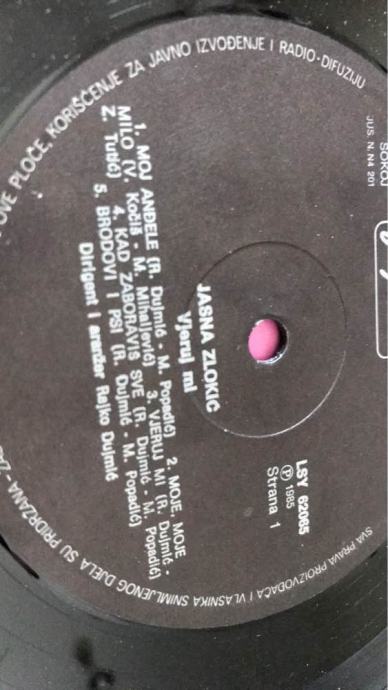 SOKOJ
JUS. N. N4 201
LSY 62065
Ⓟ 1985
Strana 1
JASNA ZLOKIĆ
Vjeruj mi
1. MOJ ANĐELE (R. Dujmić - M. Popadić) 2. MOJE, MOJE
MILO (V. Kočiš - M. Mihaljević) 3. VJERUJ MI (R. Dujmić -
Z. Tutić) 4. KAD ZABORAVIŠ SVE (R. Dujmić - M. Popadić)
5. BRODOVI I PSI (R. Dujmić - M. Popadić)
Dirigent i aranžer Rajko Dujmić
SVA PRAVA PROIZVOĐAČA I VLASNIKA SNIMLJENOG DJELA SU PRIDRŽANA -
OVE PLOČE, KORIŠĆENJE ZA JAVNO IZVOĐENJE I RADIO-DIFUZIJU